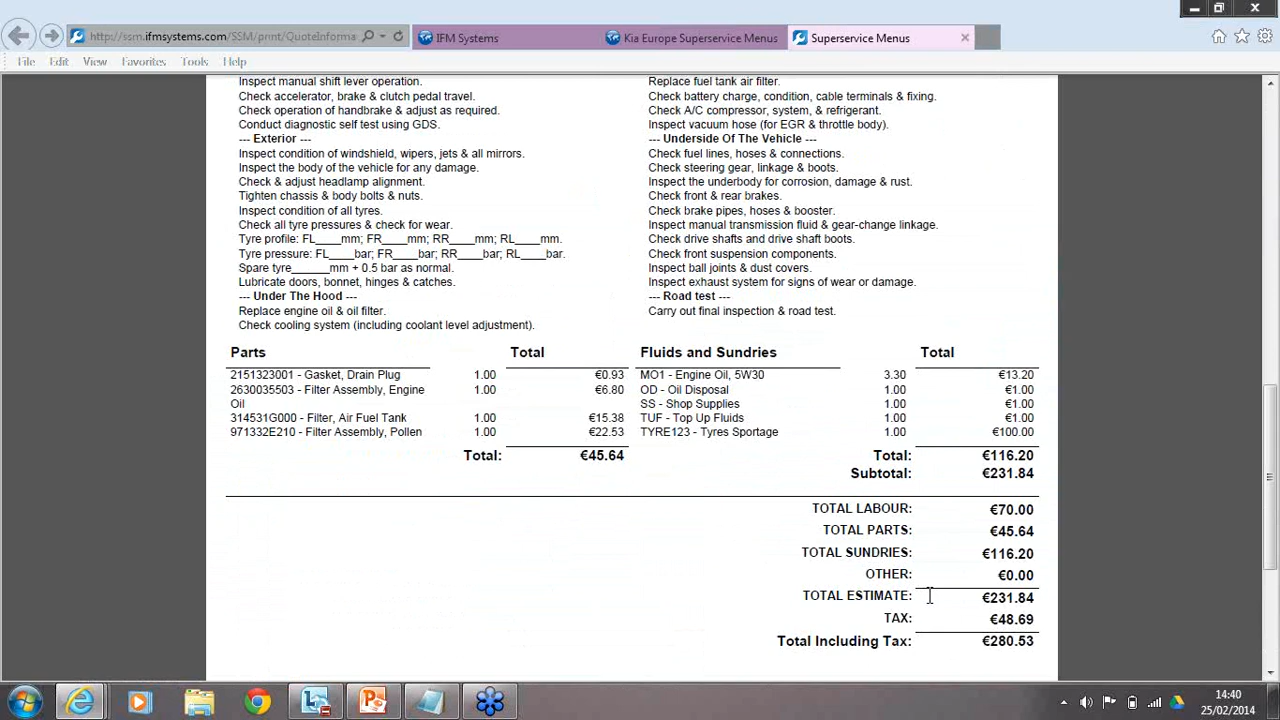 http://ssm.ifmsystems.com/SSM/print/QuoteInforma
IFM Systems
Kia Europe Superservice Menus
Superservice Menus
File Edit View Favorites Tools Help
Inspect manual shift lever operation.
Check accelerator, brake & clutch pedal travel.
Check operation of handbrake & adjust as required.
Conduct diagnostic self test using GDS.
--- Exterior ---
Inspect condition of windshield, wipers, jets & all mirrors.
Inspect the body of the vehicle for any damage.
Check & adjust headlamp alignment.
Tighten chassis & body bolts & nuts.
Inspect condition of all tyres.
Check all tyre pressures & check for wear.
Tyre profile: FL____mm; FR____mm; RR____mm; RL____mm.
Tyre pressure: FL____bar; FR____bar; RR____bar; RL____bar.
Spare tyre______mm + 0.5 bar as normal.
Lubricate doors, bonnet, hinges & catches.
--- Under The Hood ---
Replace engine oil & oil filter.
Check cooling system (including coolant level adjustment).
Replace fuel tank air filter.
Check battery charge, condition, cable terminals & fixing.
Check A/C compressor, system, & refrigerant.
Inspect vacuum hose (for EGR & throttle body).
--- Underside Of The Vehicle ---
Check fuel lines, hoses & connections.
Check steering gear, linkage & boots.
Inspect the underbody for corrosion, damage & rust.
Check front & rear brakes.
Check brake pipes, hoses & booster.
Inspect manual transmission fluid & gear-change linkage.
Check drive shafts and drive shaft boots.
Check front suspension components.
Inspect ball joints & dust covers.
Inspect exhaust system for signs of wear or damage.
--- Road test ---
Carry out final inspection & road test.
Parts Total
2151323001 - Gasket, Drain Plug 1.00 €0.93
2630035503 - Filter Assembly, Engine 1.00 €6.80
Oil
314531G000 - Filter, Air Fuel Tank 1.00 €15.38
971332E210 - Filter Assembly, Pollen 1.00 €22.53
Total: €45.64
Fluids and Sundries Total
MO1 - Engine Oil, 5W30 3.30 €13.20
OD - Oil Disposal 1.00 €1.00
SS - Shop Supplies 1.00 €1.00
TUF - Top Up Fluids 1.00 €1.00
TYRE123 - Tyres Sportage 1.00 €100.00
Total: €116.20
Subtotal: €231.84
TOTAL LABOUR: €70.00
TOTAL PARTS: €45.64
TOTAL SUNDRIES: €116.20
OTHER: €0.00
TOTAL ESTIMATE: €231.84
TAX: €48.69
Total Including Tax: €280.53
14:40
25/02/2014